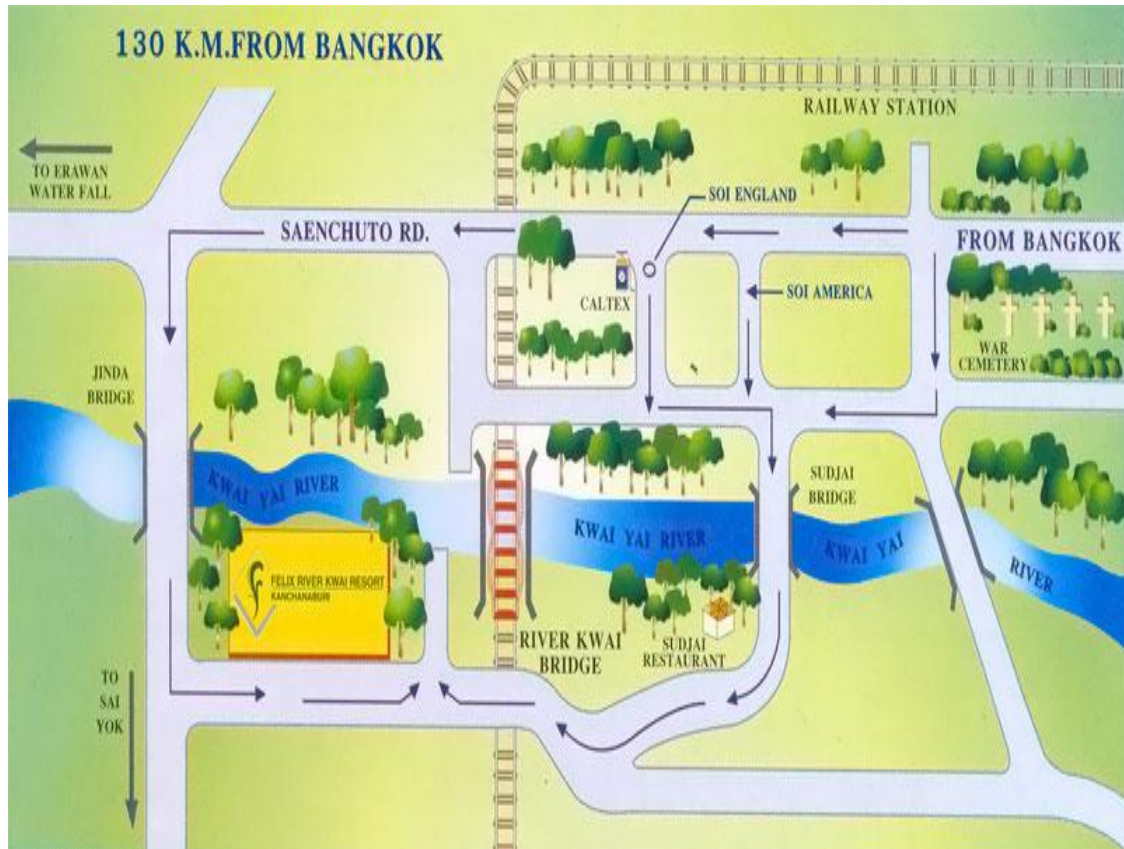 130 K.M.FROM BANGKOK
RAILWAY STATION
TO ERAWAN
WATER FALL
SOI ENGLAND
SAENCHUTO RD.
FROM BANGKOK
CALTEX
SOI AMERICA
WAR
CEMETERY
JINDA
BRIDGE
SUDJAI
BRIDGE
KWAI YAI RIVER
KWAI YAI RIVER
KWAI YAI
RIVER
FELIX RIVER KWAI RESORT
KANCHANABURI
RIVER KWAI
BRIDGE
SUDJAI
RESTAURANT
TO
SAI
YOK